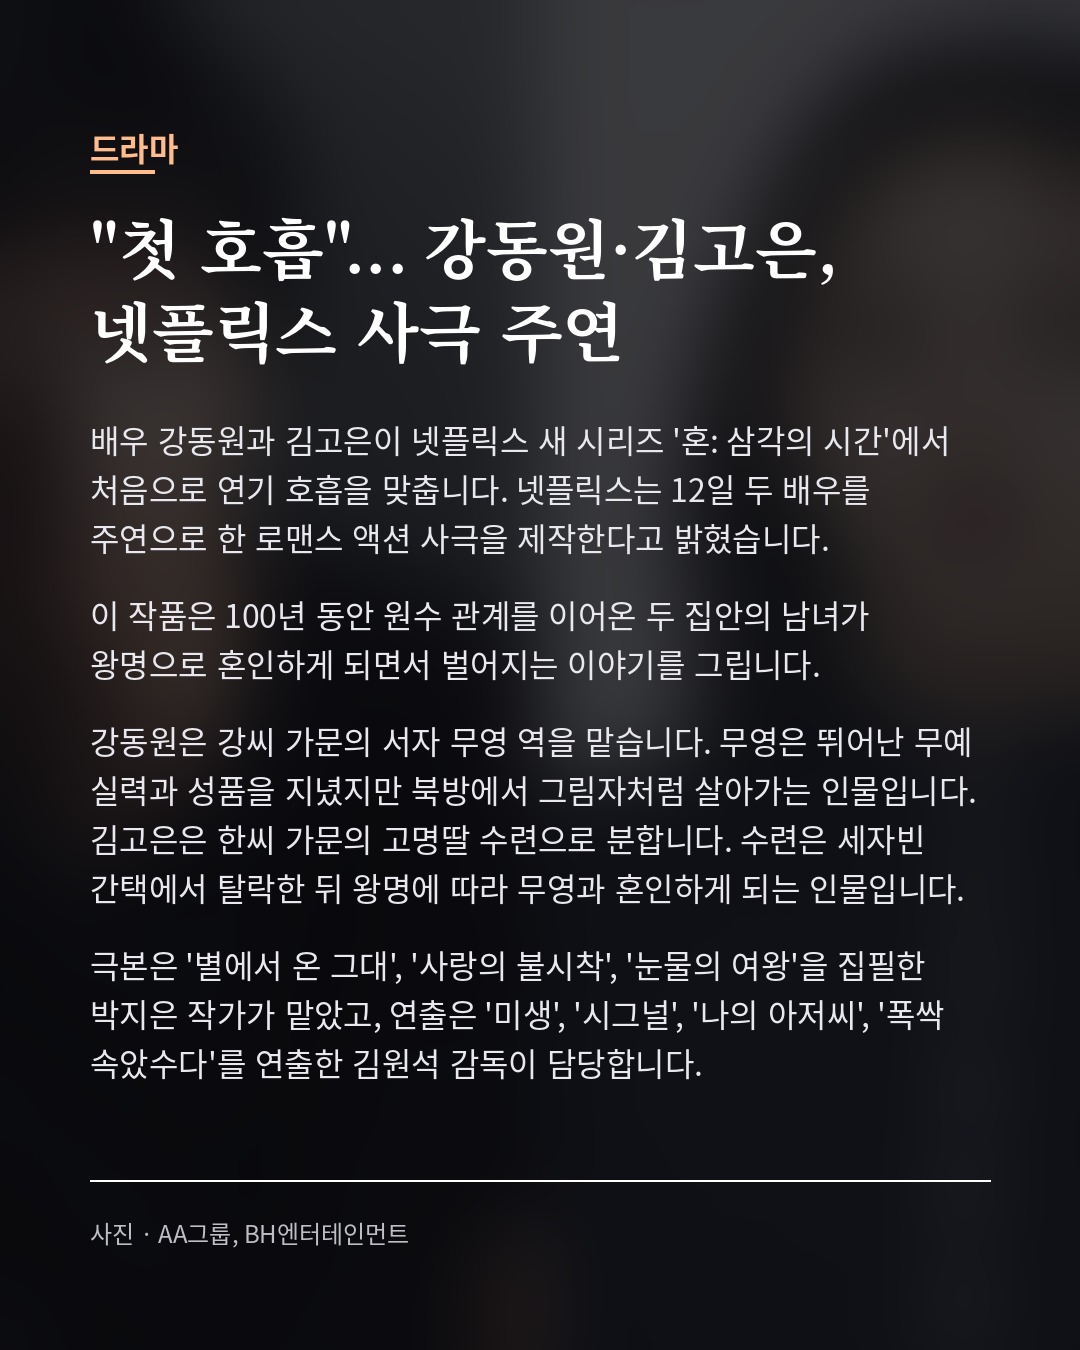 드라마
"첫 호흡"... 강동원·김고은,
넷플릭스 사극 주연
배우 강동원과 김고은이 넷플릭스 새 시리즈 '혼: 삼각의 시간'에서
처음으로 연기 호흡을 맞춥니다. 넷플릭스는 12일 두 배우를
주연으로 한 로맨스 액션 사극을 제작한다고 밝혔습니다.
이 작품은 100년 동안 원수 관계를 이어온 두 집안의 남녀가
왕명으로 혼인하게 되면서 벌어지는 이야기를 그립니다.
강동원은 강씨 가문의 서자 무영 역을 맡습니다. 무영은 뛰어난 무예
실력과 성품을 지녔지만 북방에서 그림자처럼 살아가는 인물입니다.
김고은은 한씨 가문의 고명딸 수련으로 분합니다. 수련은 세자빈
간택에서 탈락한 뒤 왕명에 따라 무영과 혼인하게 되는 인물입니다.
극본은 '별에서 온 그대', '사랑의 불시착', '눈물의 여왕'을 집필한
박지은 작가가 맡았고, 연출은 '미생', '시그널', '나의 아저씨', '폭싹
속았수다'를 연출한 김원석 감독이 담당합니다.
사진 · AA그룹, BH엔터테인먼트